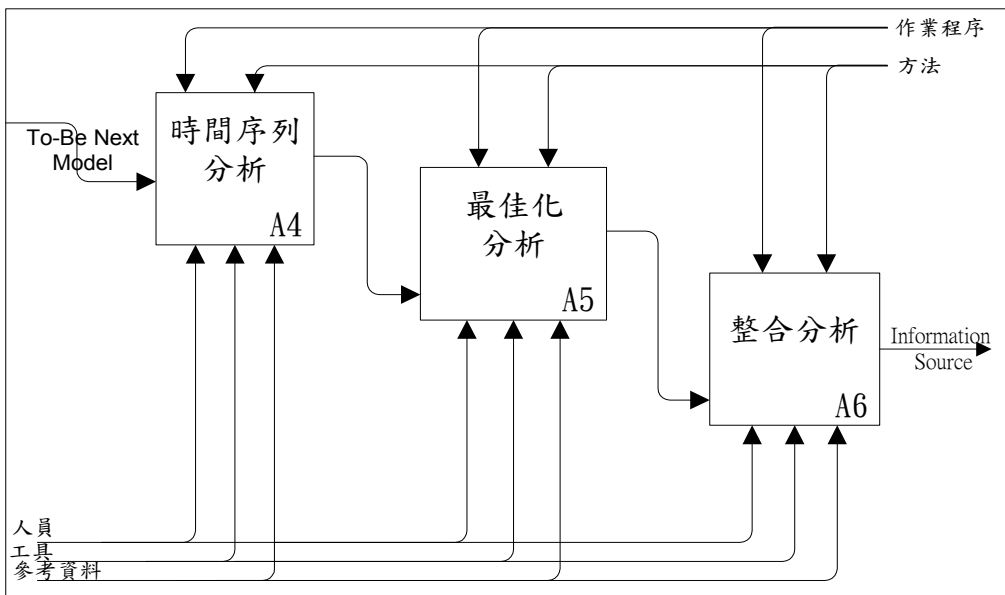 作業程序
方法
To-Be Next
Model
時間序列
分析
A4
最佳化
分析
A5
整合分析
A6
Information
Source
人員
工具
參考資料